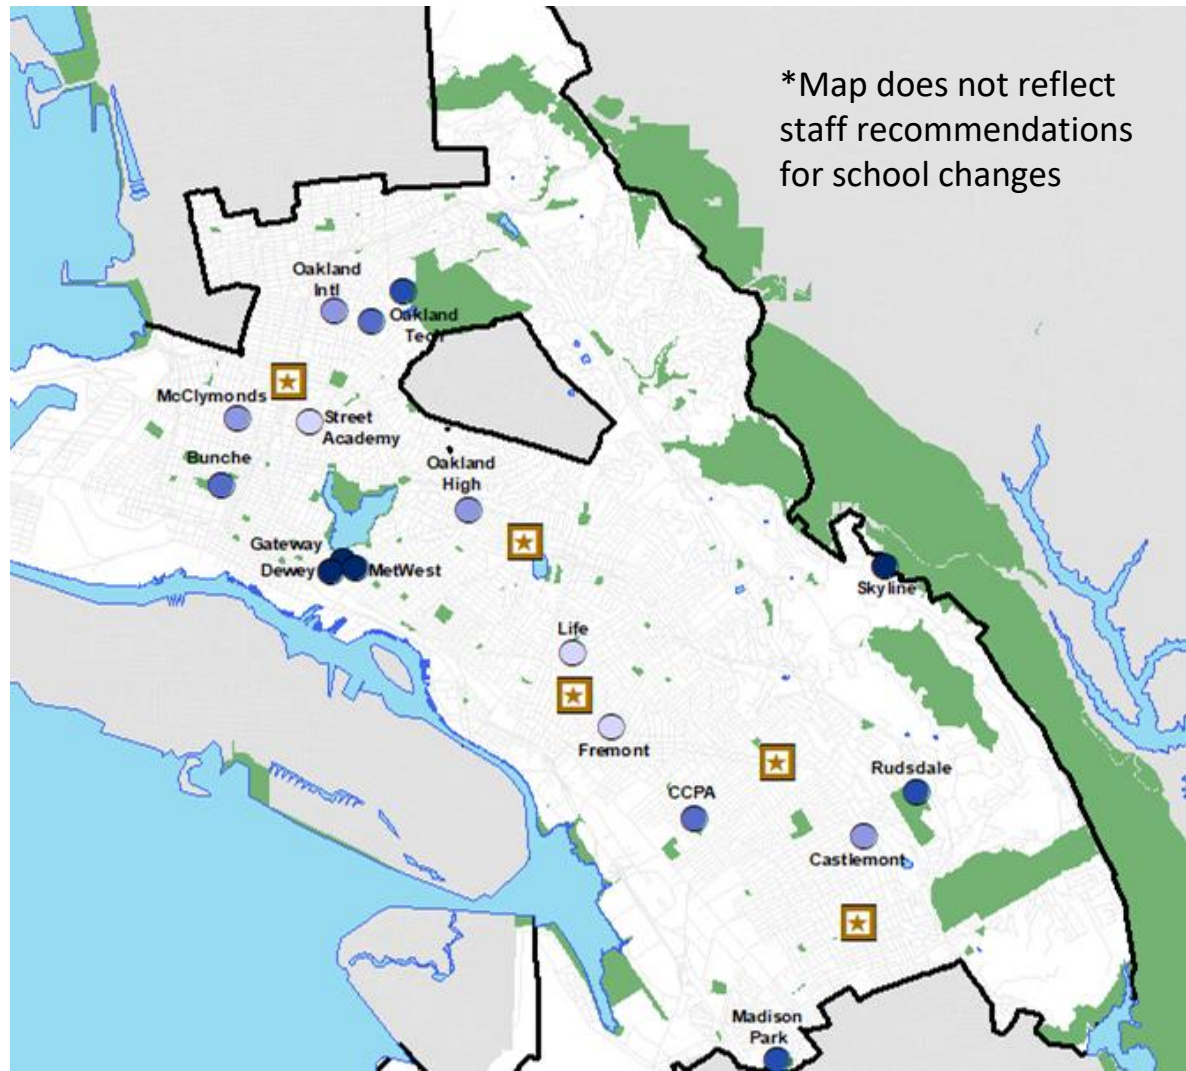 *Map does not reflect
staff recommendations
for school changes
Oakland
Intl
Oakland
Tech
McClymonds
Street
Academy
Bunche
Oakland
High
Gateway
Dewey
MetWest
Skyline
Life
Fremont
Rudsdale
CCPA
Castlemont
Madison
Park